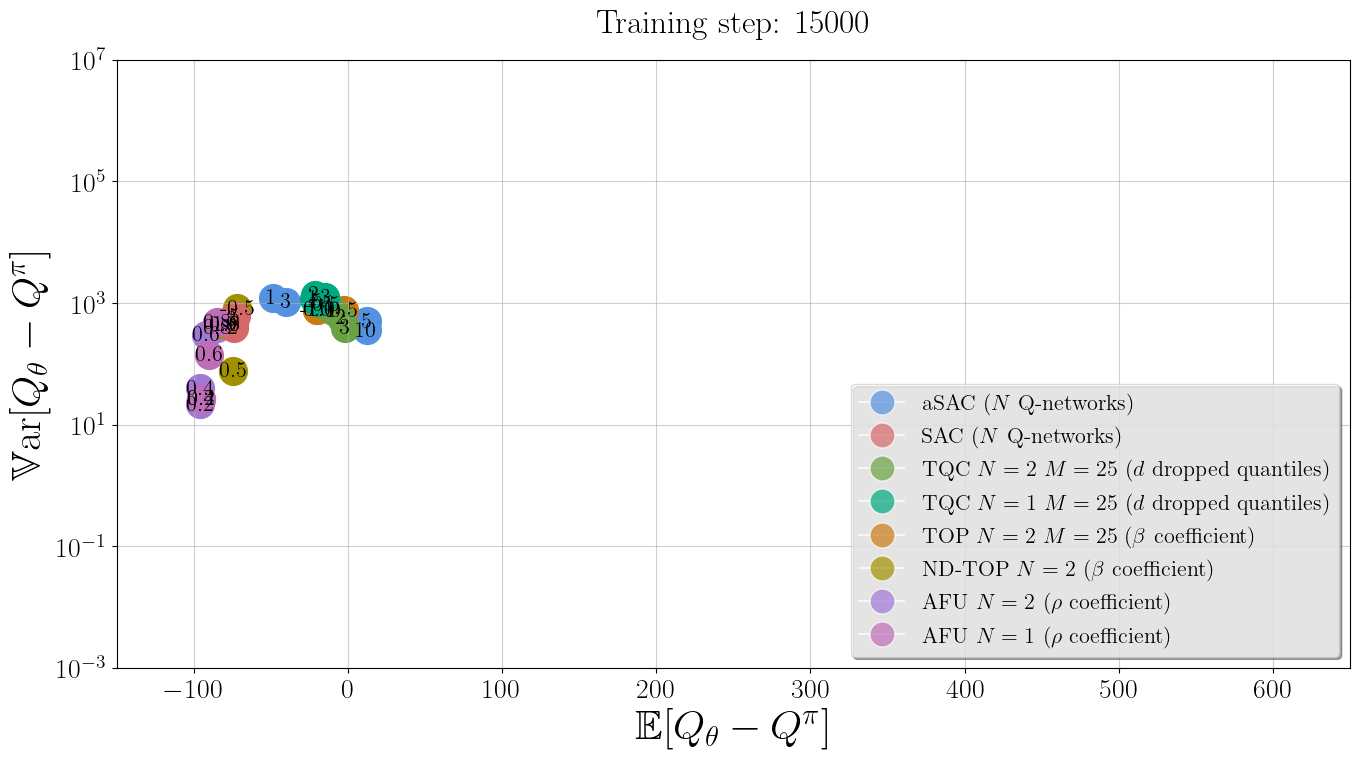 Training step: 15000
𝕍ar[Q_θ − Q^π]
10^7
10^5
10^3
10^1
10^−1
10^−3
1
3
5
10
2
3
0.6
0.6
0.5
0.4
0.2
−100
0
100
200
300
400
500
600
𝔼[Q_θ − Q^π]
aSAC (N Q-networks)
SAC (N Q-networks)
TQC N = 2 M = 25 (d dropped quantiles)
TQC N = 1 M = 25 (d dropped quantiles)
TOP N = 2 M = 25 (β coefficient)
ND-TOP N = 2 (β coefficient)
AFU N = 2 (ρ coefficient)
AFU N = 1 (ρ coefficient)